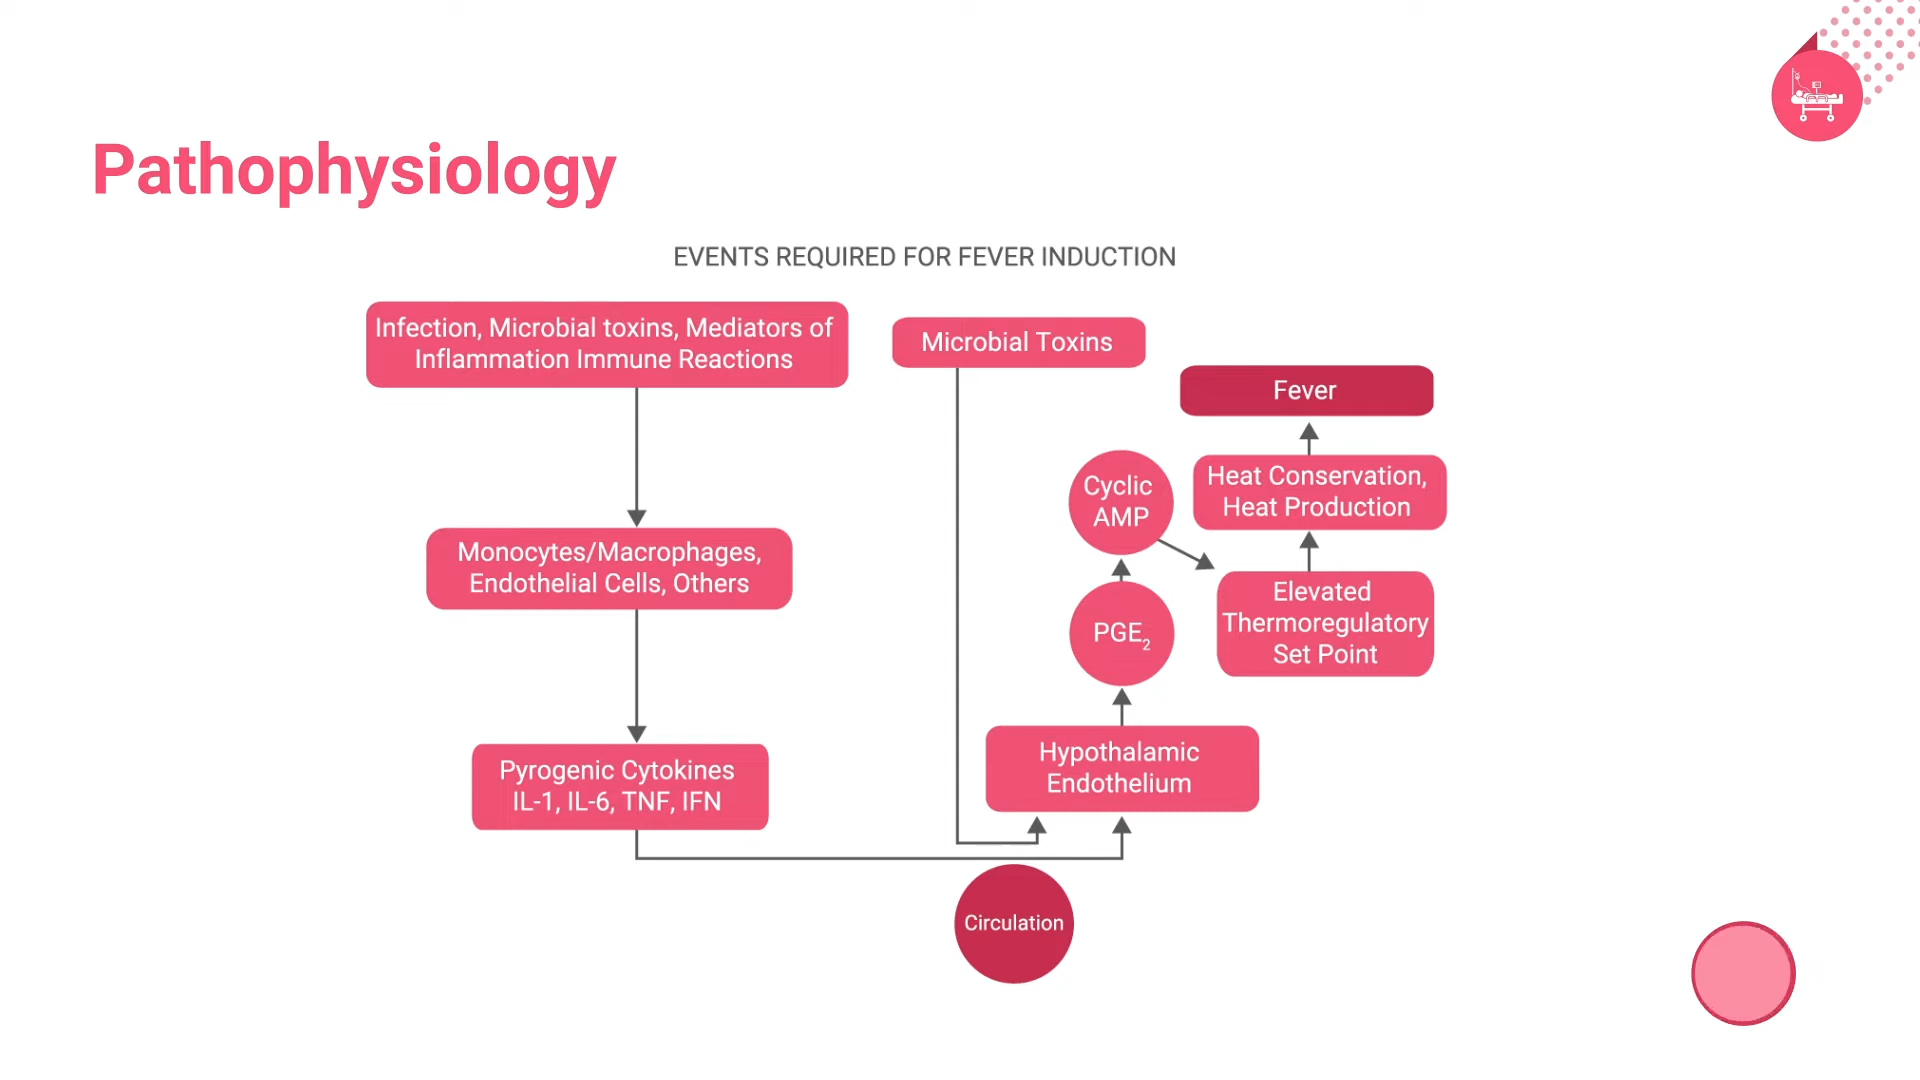 Pathophysiology
EVENTS REQUIRED FOR FEVER INDUCTION
Infection, Microbial toxins, Mediators of
Inflammation Immune Reactions
Microbial Toxins
Fever
Cyclic
AMP
Heat Conservation,
Heat Production
Monocytes/Macrophages,
Endothelial Cells, Others
PGE₂
Elevated
Thermoregulatory
Set Point
Pyrogenic Cytokines
IL-1, IL-6, TNF, IFN
Hypothalamic
Endothelium
Circulation